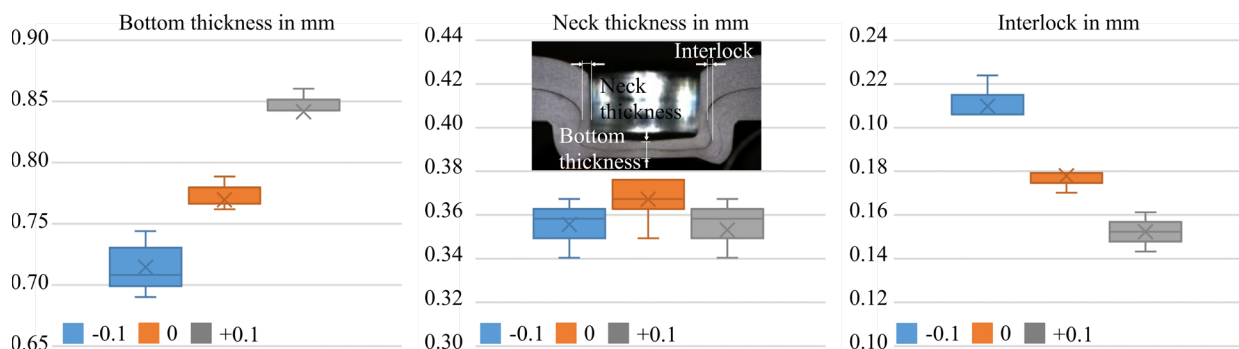 Bottom thickness in mm
0.90
0.85
0.80
0.75
0.70
0.65
-0.1 0 +0.1
Neck thickness in mm
0.44
0.42
0.40
0.38
0.36
0.34
0.32
0.30
Interlock
Neck
thickness
Bottom
thickness
-0.1 0 +0.1
Interlock in mm
0.24
0.22
0.10
0.18
0.16
0.14
0.12
0.10
-0.1 0 +0.1